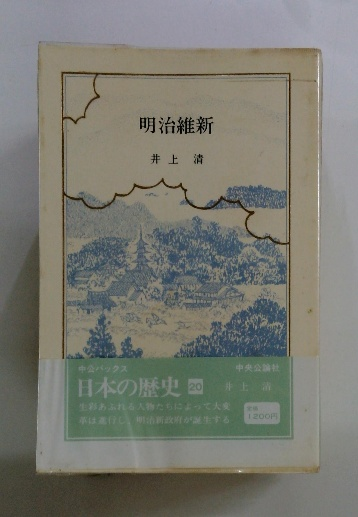 明治維新
井上 清
中公バックス
中央公論社
日本の歴史 20
井上 清
生彩あふれる人物たちによって大変
革は進行し、明治新政府が誕生する
定価
1200円